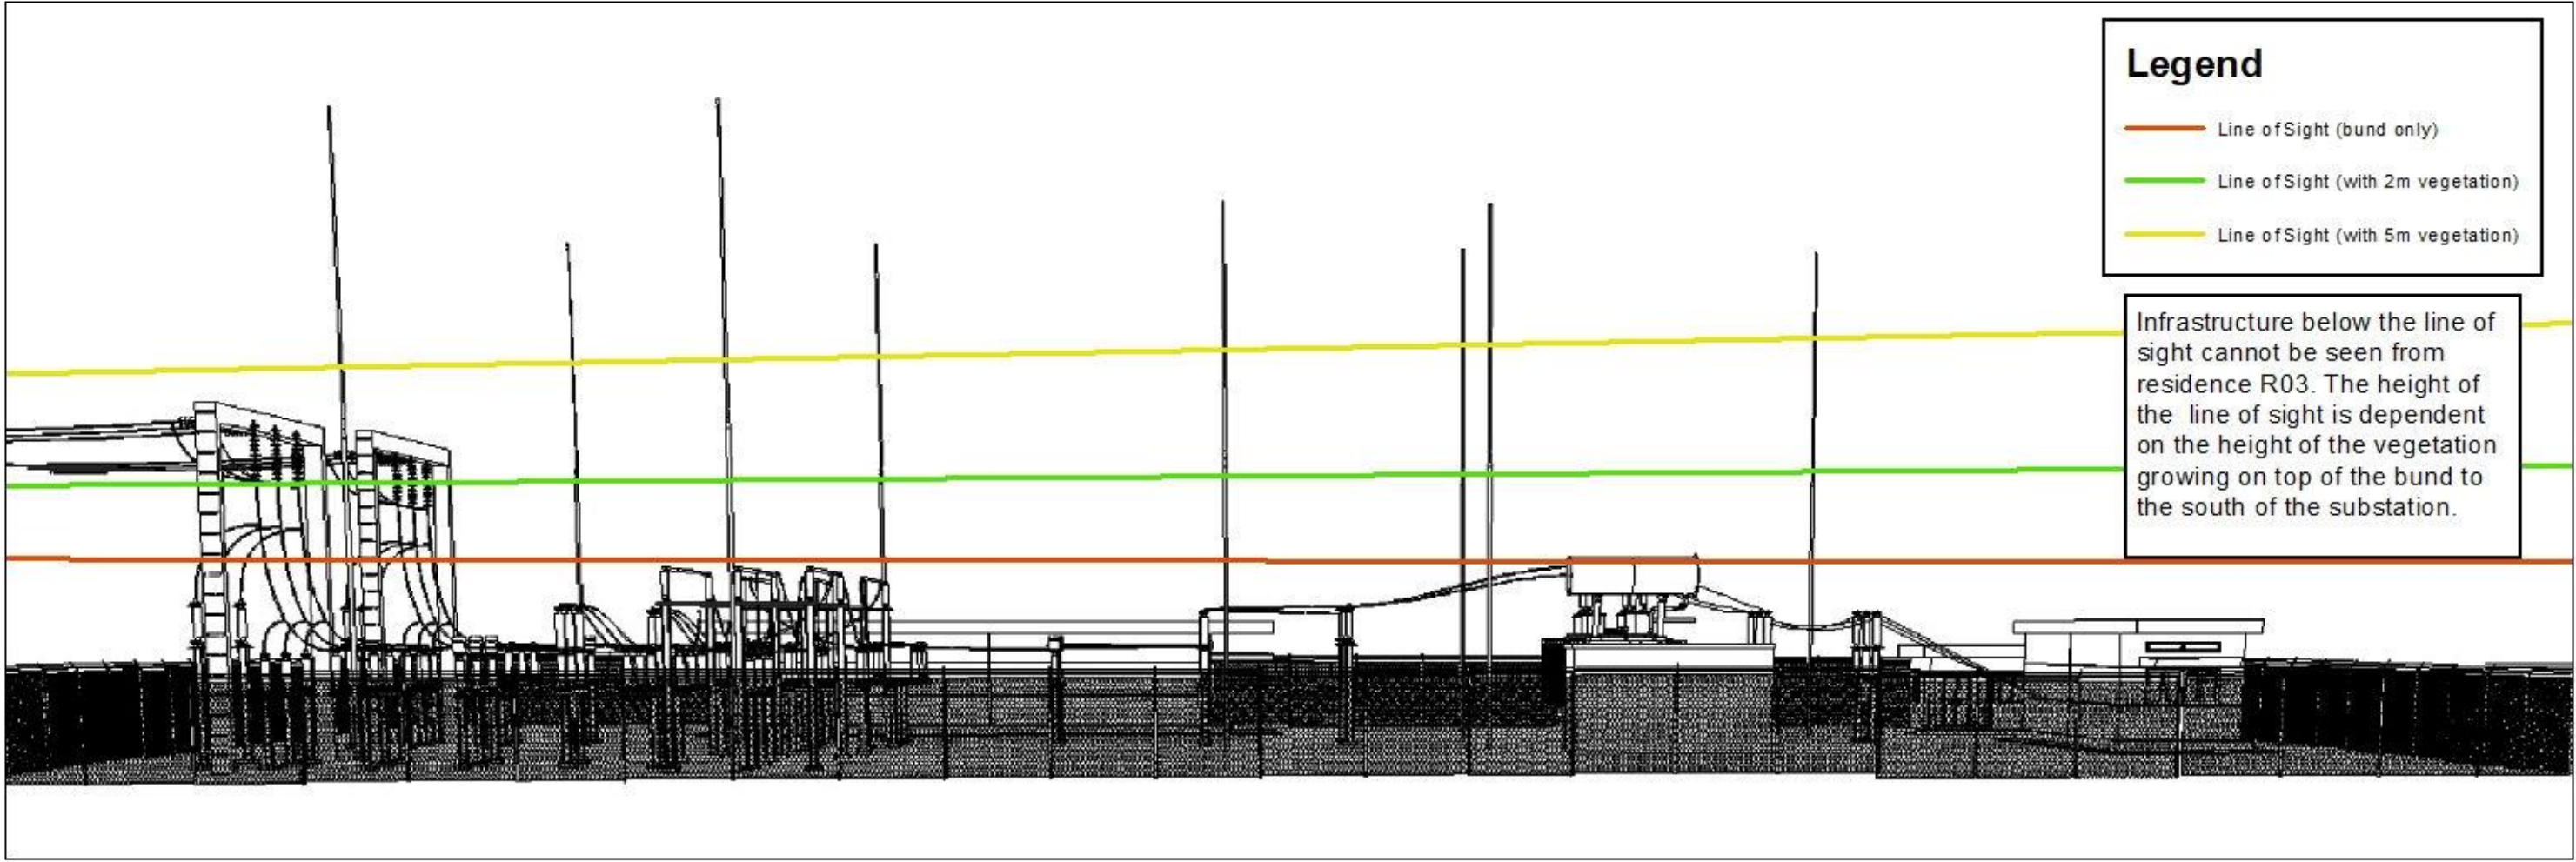 Legend
Line of Sight (bund only)
Line of Sight (with 2m vegetation)
Line of Sight (with 5m vegetation)
Infrastructure below the line of
sight cannot be seen from
residence R03. The height of
the line of sight is dependent
on the height of the vegetation
growing on top of the bund to
the south of the substation.